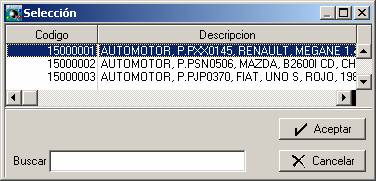 Selección
Codigo Descripcion
15000001 AUTOMOTOR, P.PXX0145, RENAULT, MEGANE 1.
15000002 AUTOMOTOR, P.PSN0506, MAZDA, B2600I CD, CH
15000003 AUTOMOTOR, P.PJP0370, FIAT, UNO S, ROJO, 198
Aceptar
Buscar
Cancelar